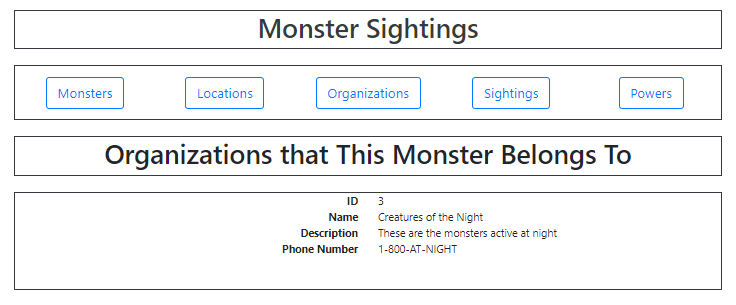 Monster Sightings
Monsters Locations Organizations Sightings Powers
Organizations that This Monster Belongs To
ID 3
Name Creatures of the Night
Description These are the monsters active at night
Phone Number 1-800-AT-NIGHT